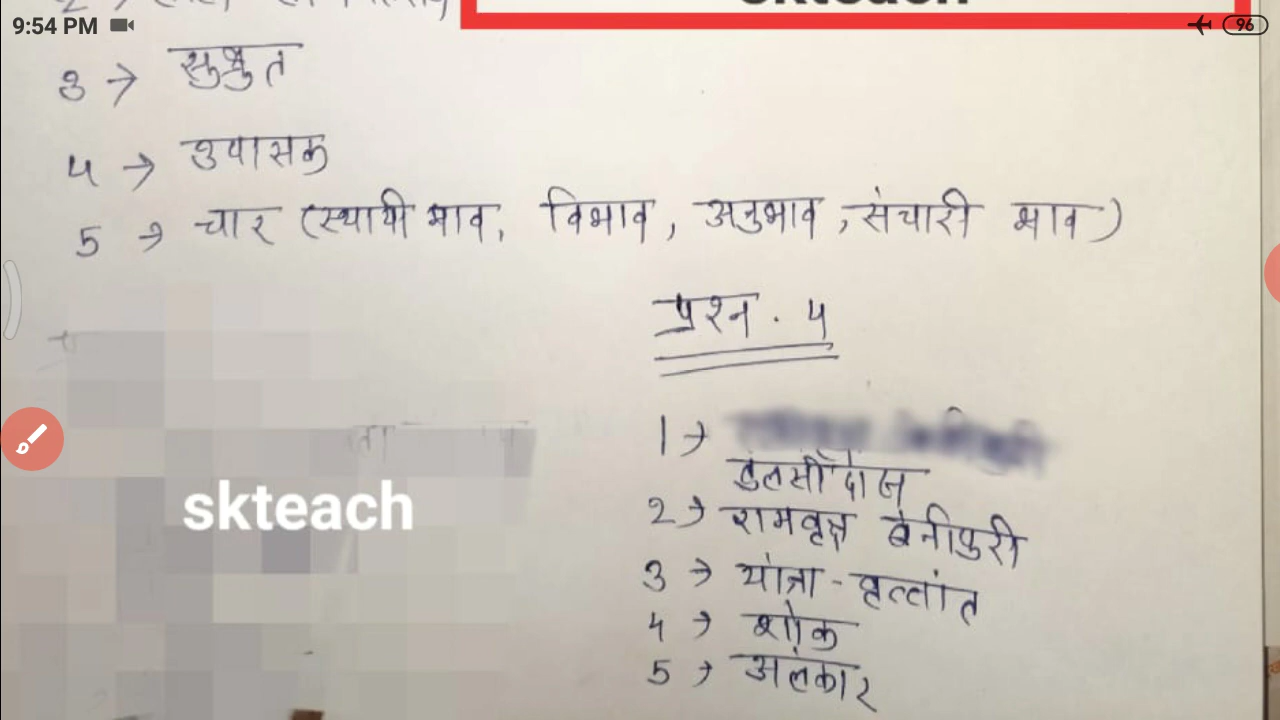 skteach
9:54 PM
96
3 → सुश्रुत
4 → उपासक
5 → चार (स्थायी भाव, विभाव, अनुभाव, संचारी भाव)
प्रश्न. 4
1 →
तुलसीदास
2 → रामवृक्ष बेनीपुरी
3 → यात्रा - वृत्तांत
4 → शोक
5 → अलंकार
skteach